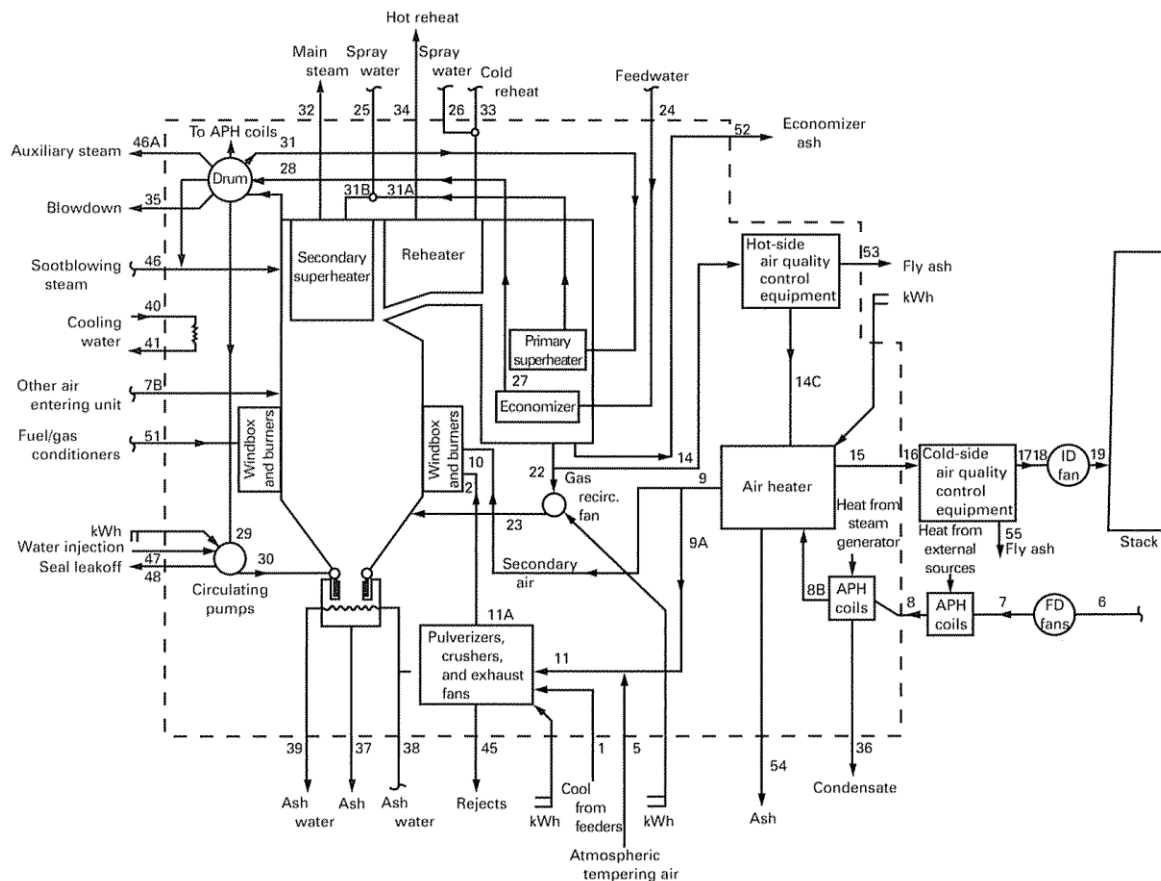 Hot reheat
Main steam
Spray water
Spray water
Cold reheat
Feedwater
32
25
34
26
33
24
52
Economizer ash
To APH coils
46A
31
Auxiliary steam
28
Drum
31B
31A
35
Blowdown
Secondary superheater
Reheater
Hot-side air quality control equipment
53
Fly ash
kWh
Sootblowing steam
46
40
Cooling water
41
Primary superheater
14C
27
Economizer
Other air entering unit
7B
Fuel/gas conditioners
51
Windbox and burners
Windbox and burners
10
2
22
14
9
Gas recirc. fan
Air heater
15
16
Cold-side air quality control equipment
17
18
ID fan
19
Stack
23
9A
Heat from steam generator
Heat from external sources
55
Fly ash
kWh
Water injection
Seal leakoff
47
48
29
30
Circulating pumps
Secondary air
8B
APH coils
8
APH coils
7
FD fans
6
11A
Pulverizers, crushers, and exhaust fans
11
39
37
38
45
1
5
54
36
Ash water
Ash
Ash water
Rejects
kWh
Cool from feeders
kWh
Ash
Condensate
Atmospheric tempering air